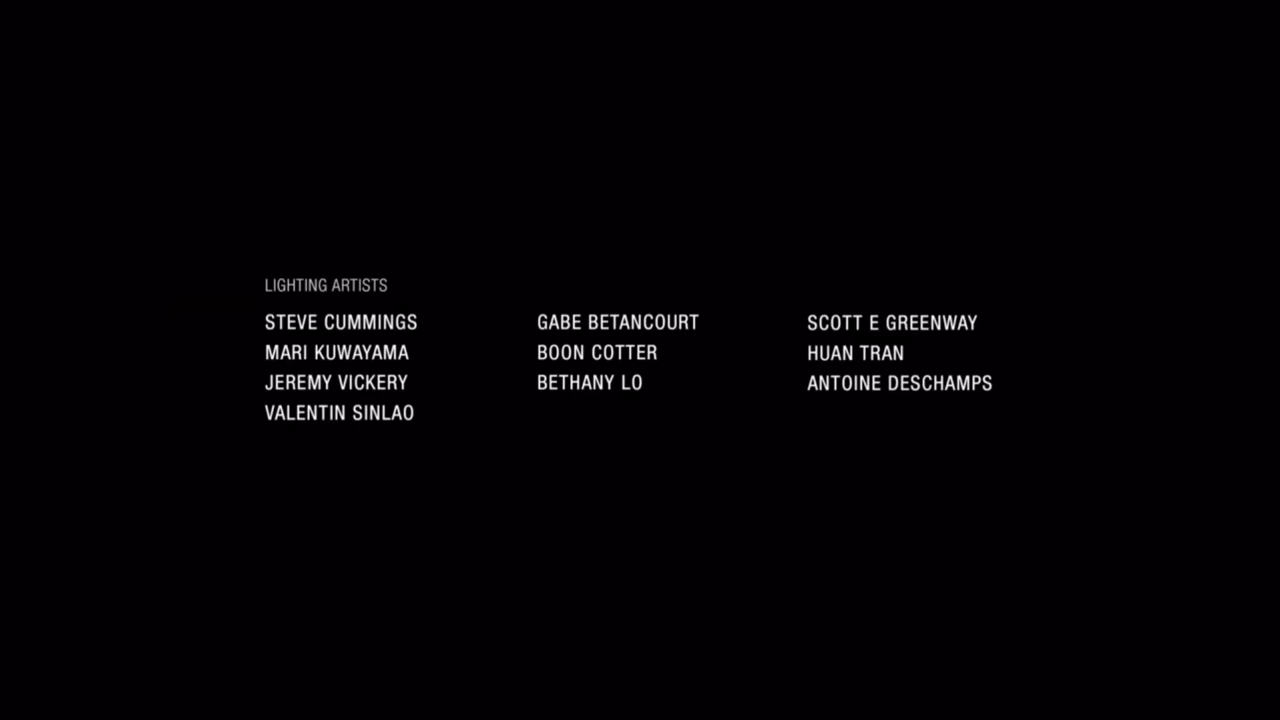 LIGHTING ARTISTS
STEVE CUMMINGS GABE BETANCOURT SCOTT E GREENWAY
MARI KUWAYAMA BOON COTTER HUAN TRAN
JEREMY VICKERY BETHANY LO ANTOINE DESCHAMPS
VALENTIN SINLAO